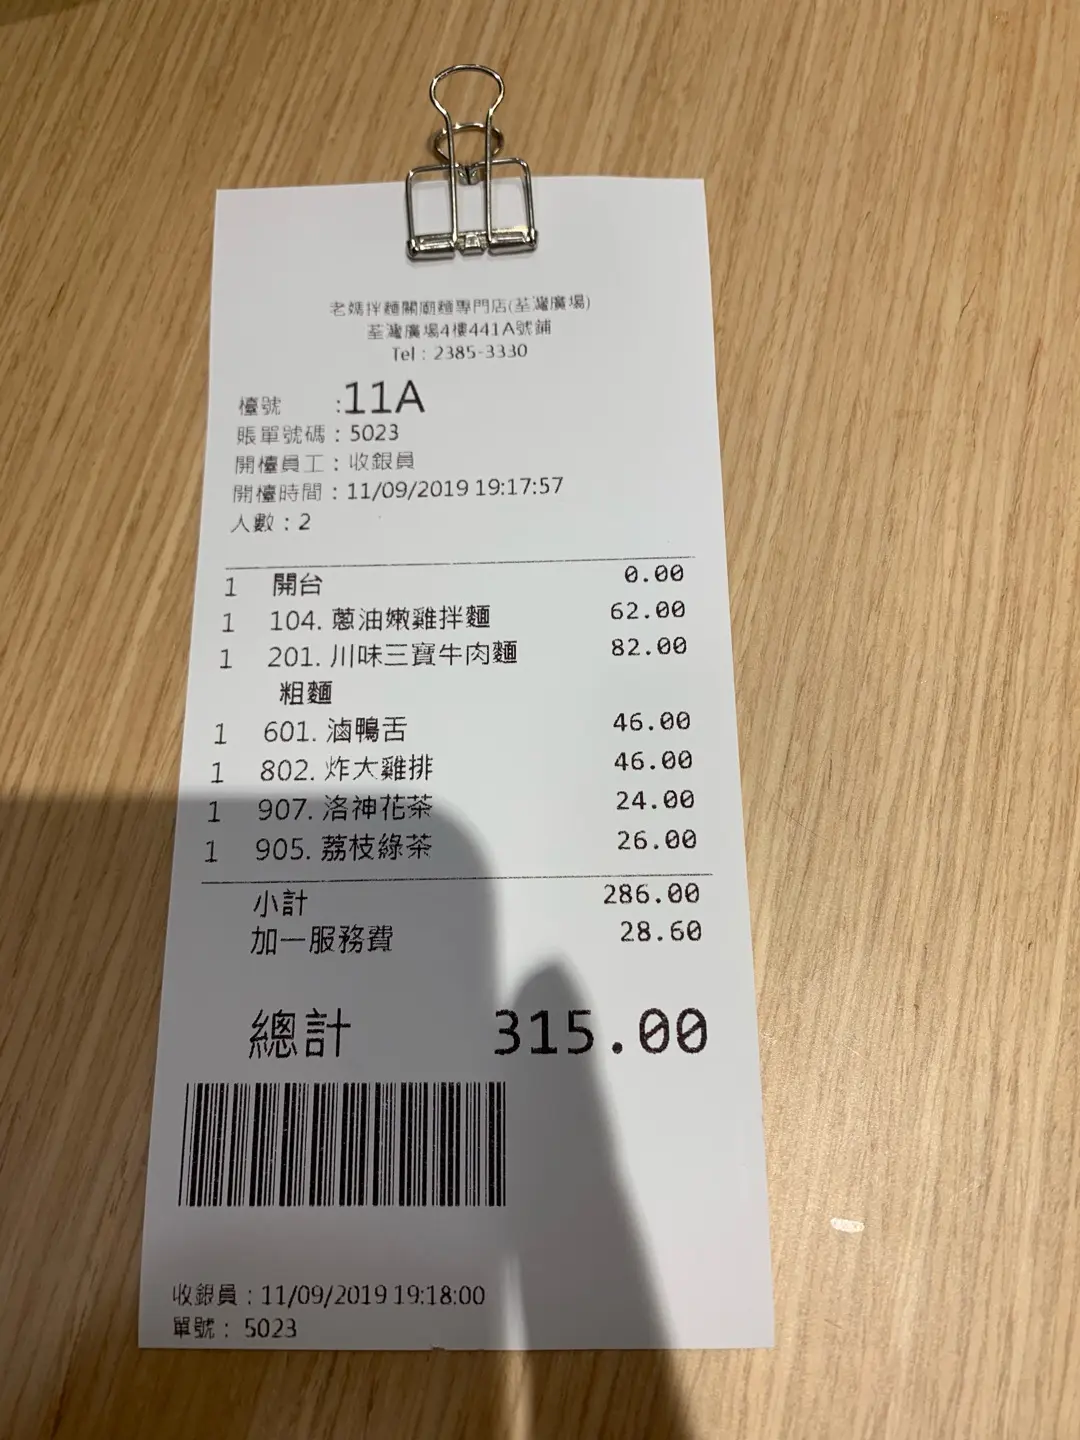 老媽拌麵關廟麵專門店(荃灣廣場)
荃灣廣場4樓441A號鋪
Tel : 2385-3330
檯號 :11A
賬單號碼 : 5023
開檯員工 : 收銀員
開檯時間 : 11/09/2019 19:17:57
人數 : 2
1 開台 0.00
1 104. 蔥油嫩雞拌麵 62.00
1 201. 川味三寶牛肉麵 82.00
粗麵
1 601. 滷鴨舌 46.00
1 802. 炸大雞排 46.00
1 907. 洛神花茶 24.00
1 905. 荔枝綠茶 26.00
小計 286.00
加一服務費 28.60
總計 315.00
收銀員 : 11/09/2019 19:18:00
單號 : 5023